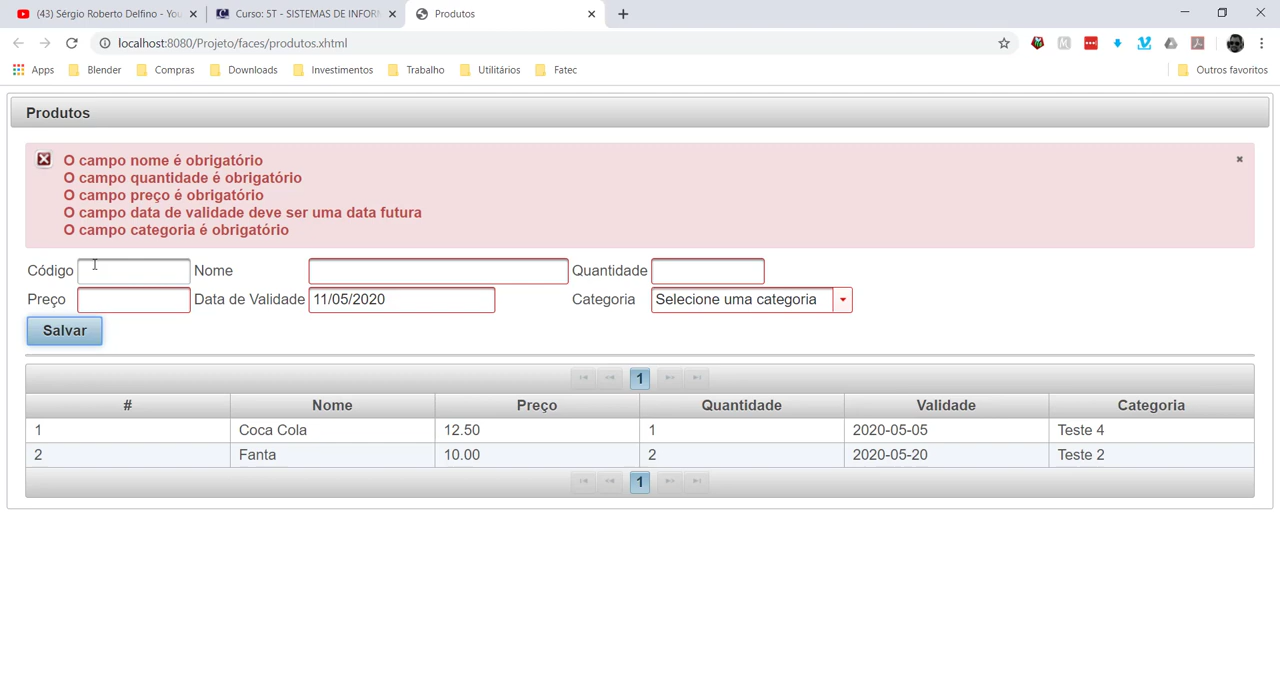 (43) Sérgio Roberto Delfino - You
Curso: 5T - SISTEMAS DE INFOR
Produtos
localhost:8080/Projeto/faces/produtos.xhtml
Apps Blender Compras Downloads Investimentos Trabalho Utilitários Fatec Outros favoritos
Produtos
O campo nome é obrigatório
O campo quantidade é obrigatório
O campo preço é obrigatório
O campo data de validade deve ser uma data futura
O campo categoria é obrigatório
Código Nome Quantidade
Preço Data de Validade 11/05/2020 Categoria Selecione uma categoria
Salvar
1
# Nome Preço Quantidade Validade Categoria
1 Coca Cola 12.50 1 2020-05-05 Teste 4
2 Fanta 10.00 2 2020-05-20 Teste 2
1